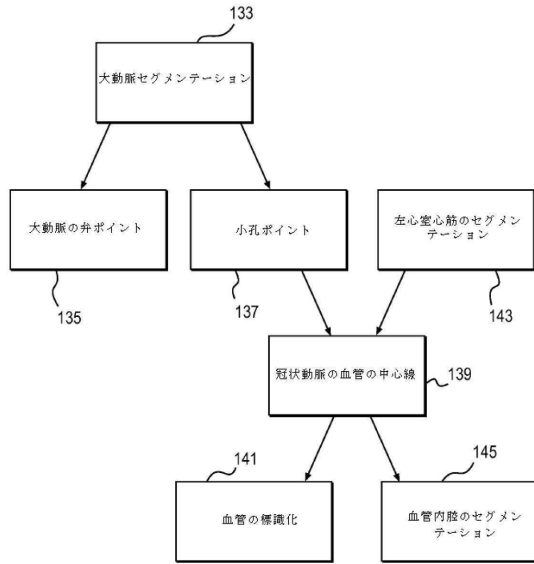 133
大動脈セグメンテーション
大動脈の弁ポイント
小孔ポイント
左心室心筋のセグメン
テーション
135
137
143
冠状動脈の血管の中心線
139
141
145
血管の標識化
血管内腔のセグメン
テーション